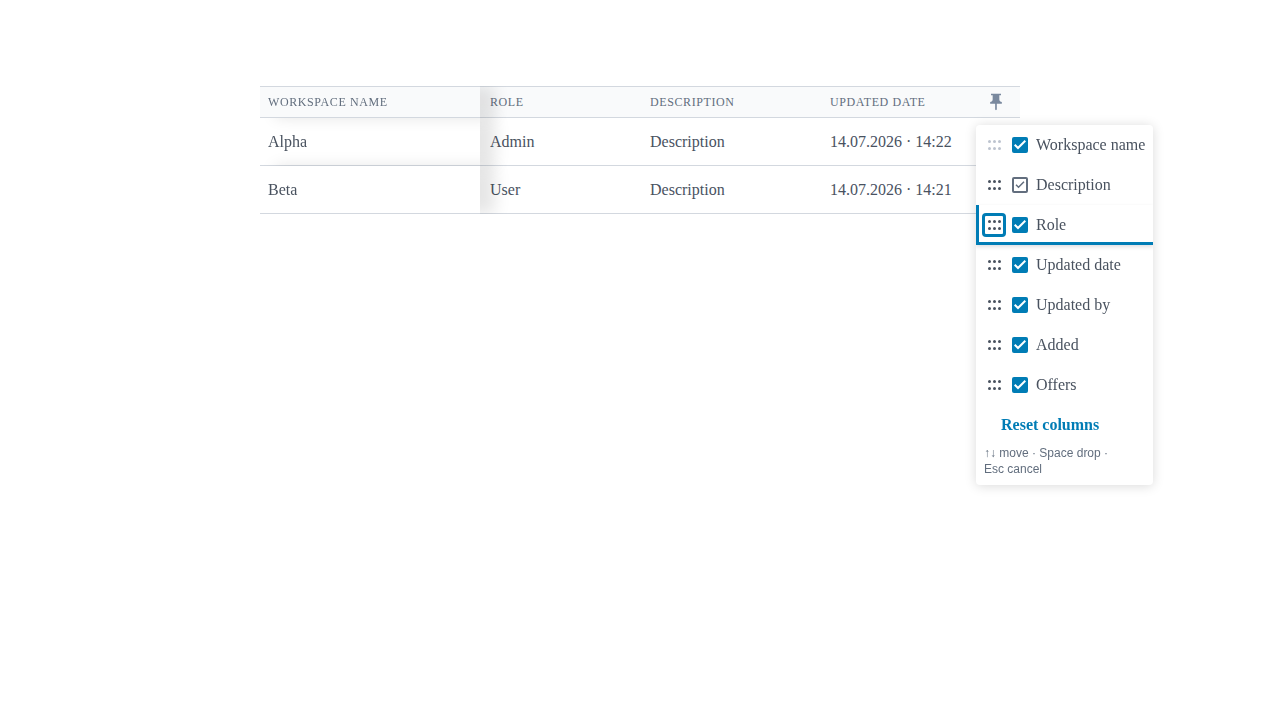 WORKSPACE NAME ROLE DESCRIPTION UPDATED DATE
Alpha Admin Description 14.07.2026 · 14:22
Beta User Description 14.07.2026 · 14:21
Workspace name
Description
Role
Updated date
Updated by
Added
Offers
Reset columns
↑↓ move · Space drop ·
Esc cancel